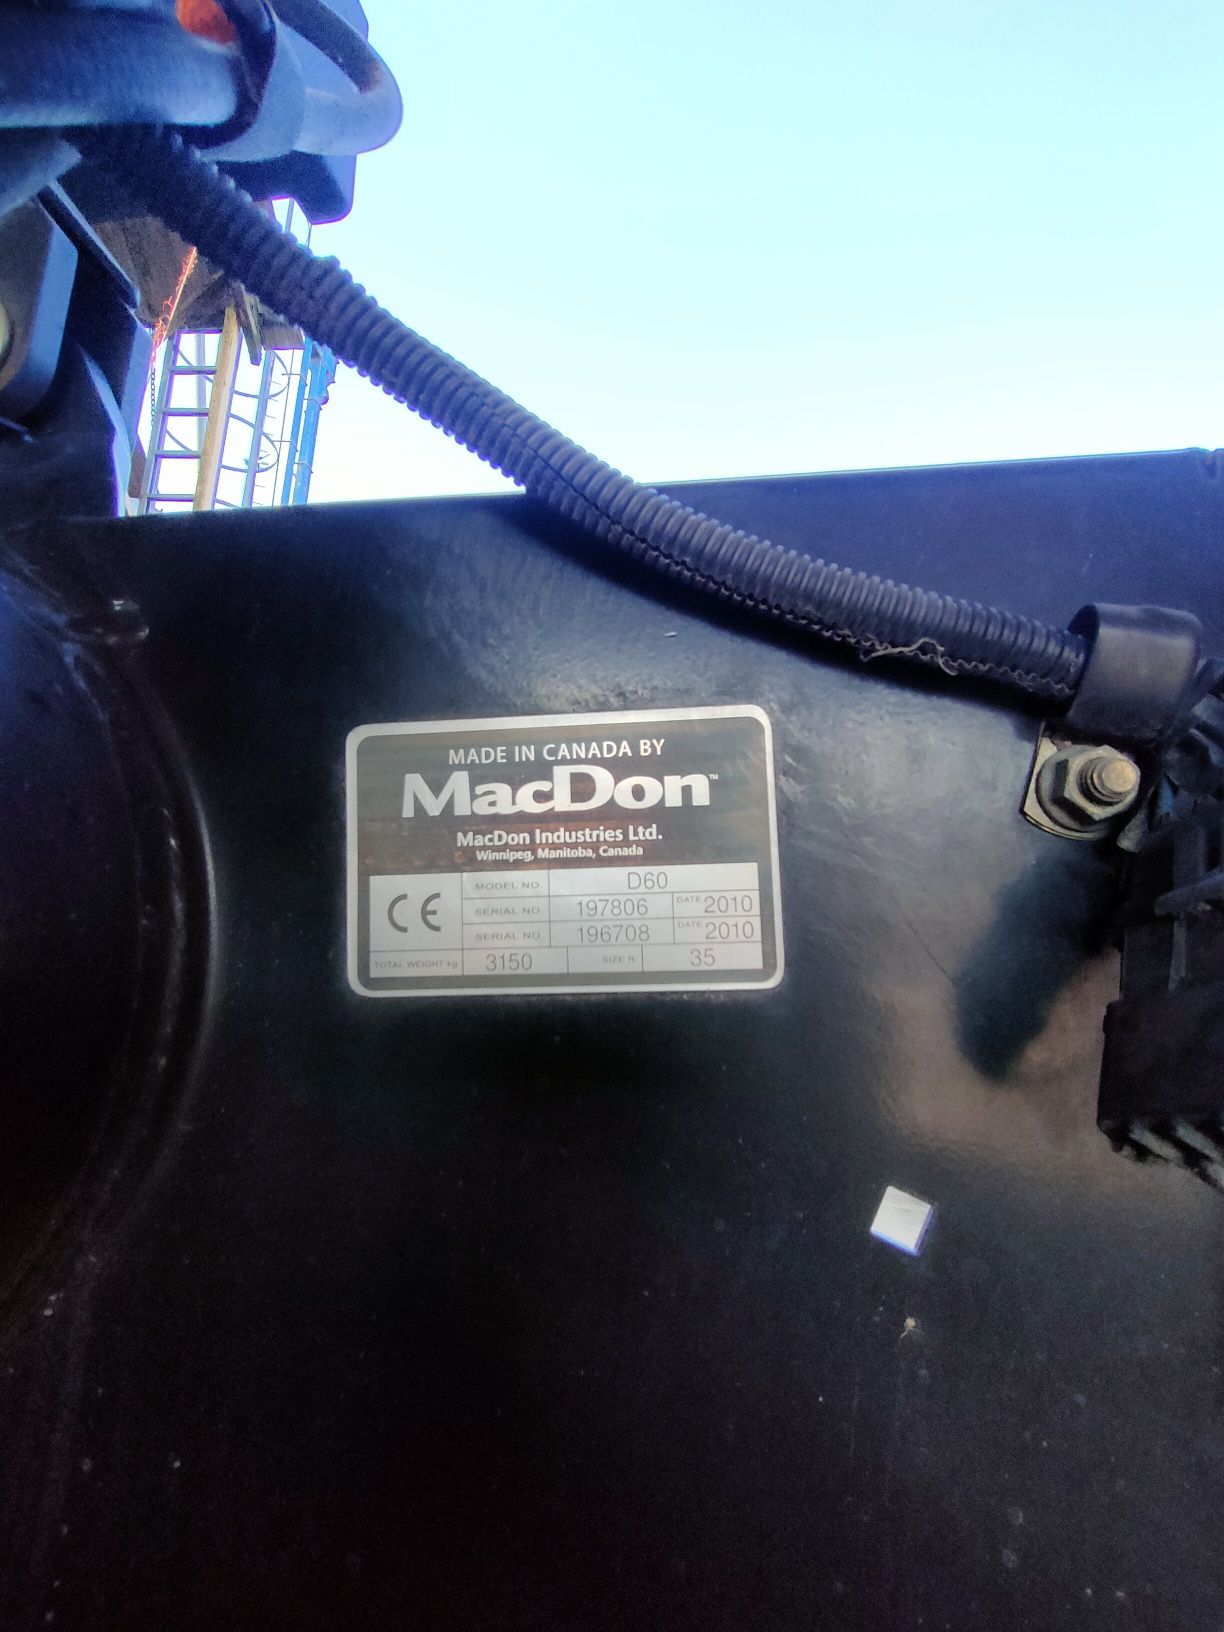 MADE IN CANADA BY
MacDon™
MacDon Industries Ltd.
Winnipeg, Manitoba, Canada
CE
MODEL NO. D60
SERIAL NO. 197806 DATE 2010
SERIAL NO. 196708 DATE 2010
TOTAL WEIGHT kg 3150 SIZE ft 35